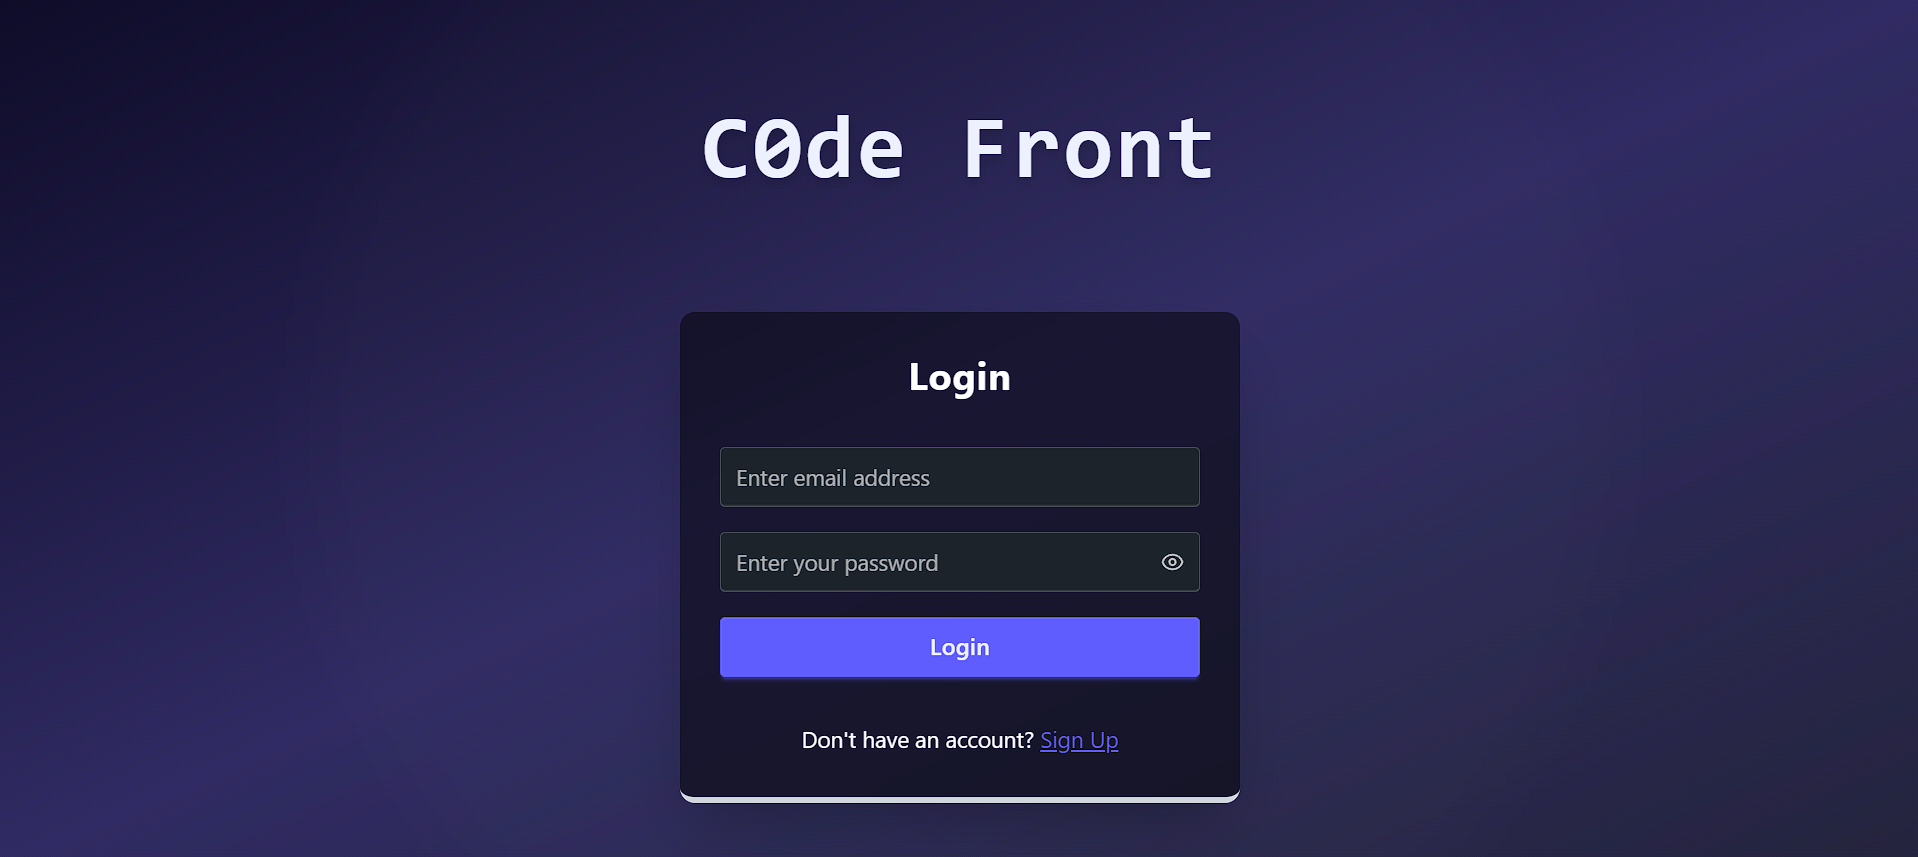 C0de Front
Login
Enter email address
Enter your password
Login
Don't have an account? Sign Up